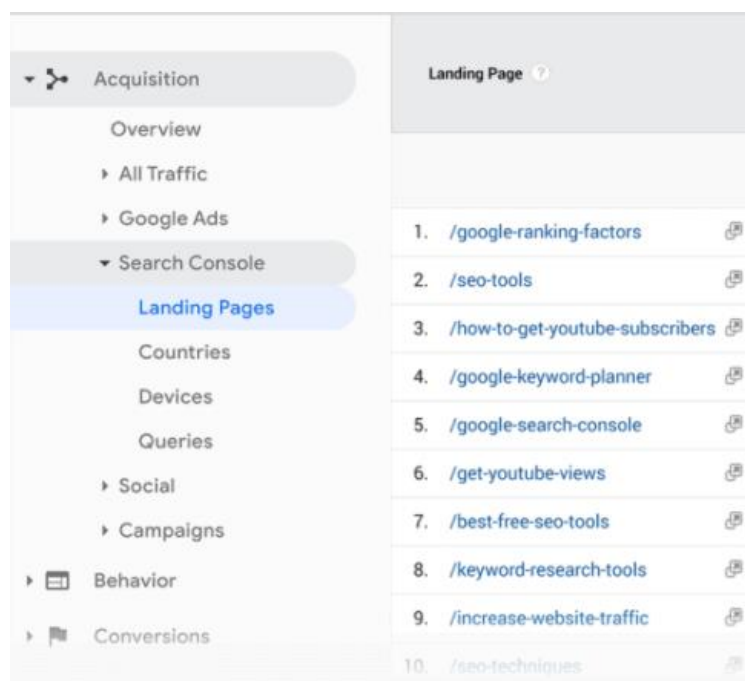 Acquisition
Overview
All Traffic
Google Ads
Search Console
Landing Pages
Countries
Devices
Queries
Social
Campaigns
Behavior
Conversions
Landing Page ?
1. /google-ranking-factors
2. /seo-tools
3. /how-to-get-youtube-subscribers
4. /google-keyword-planner
5. /google-search-console
6. /get-youtube-views
7. /best-free-seo-tools
8. /keyword-research-tools
9. /increase-website-traffic
10. /seo-techniques